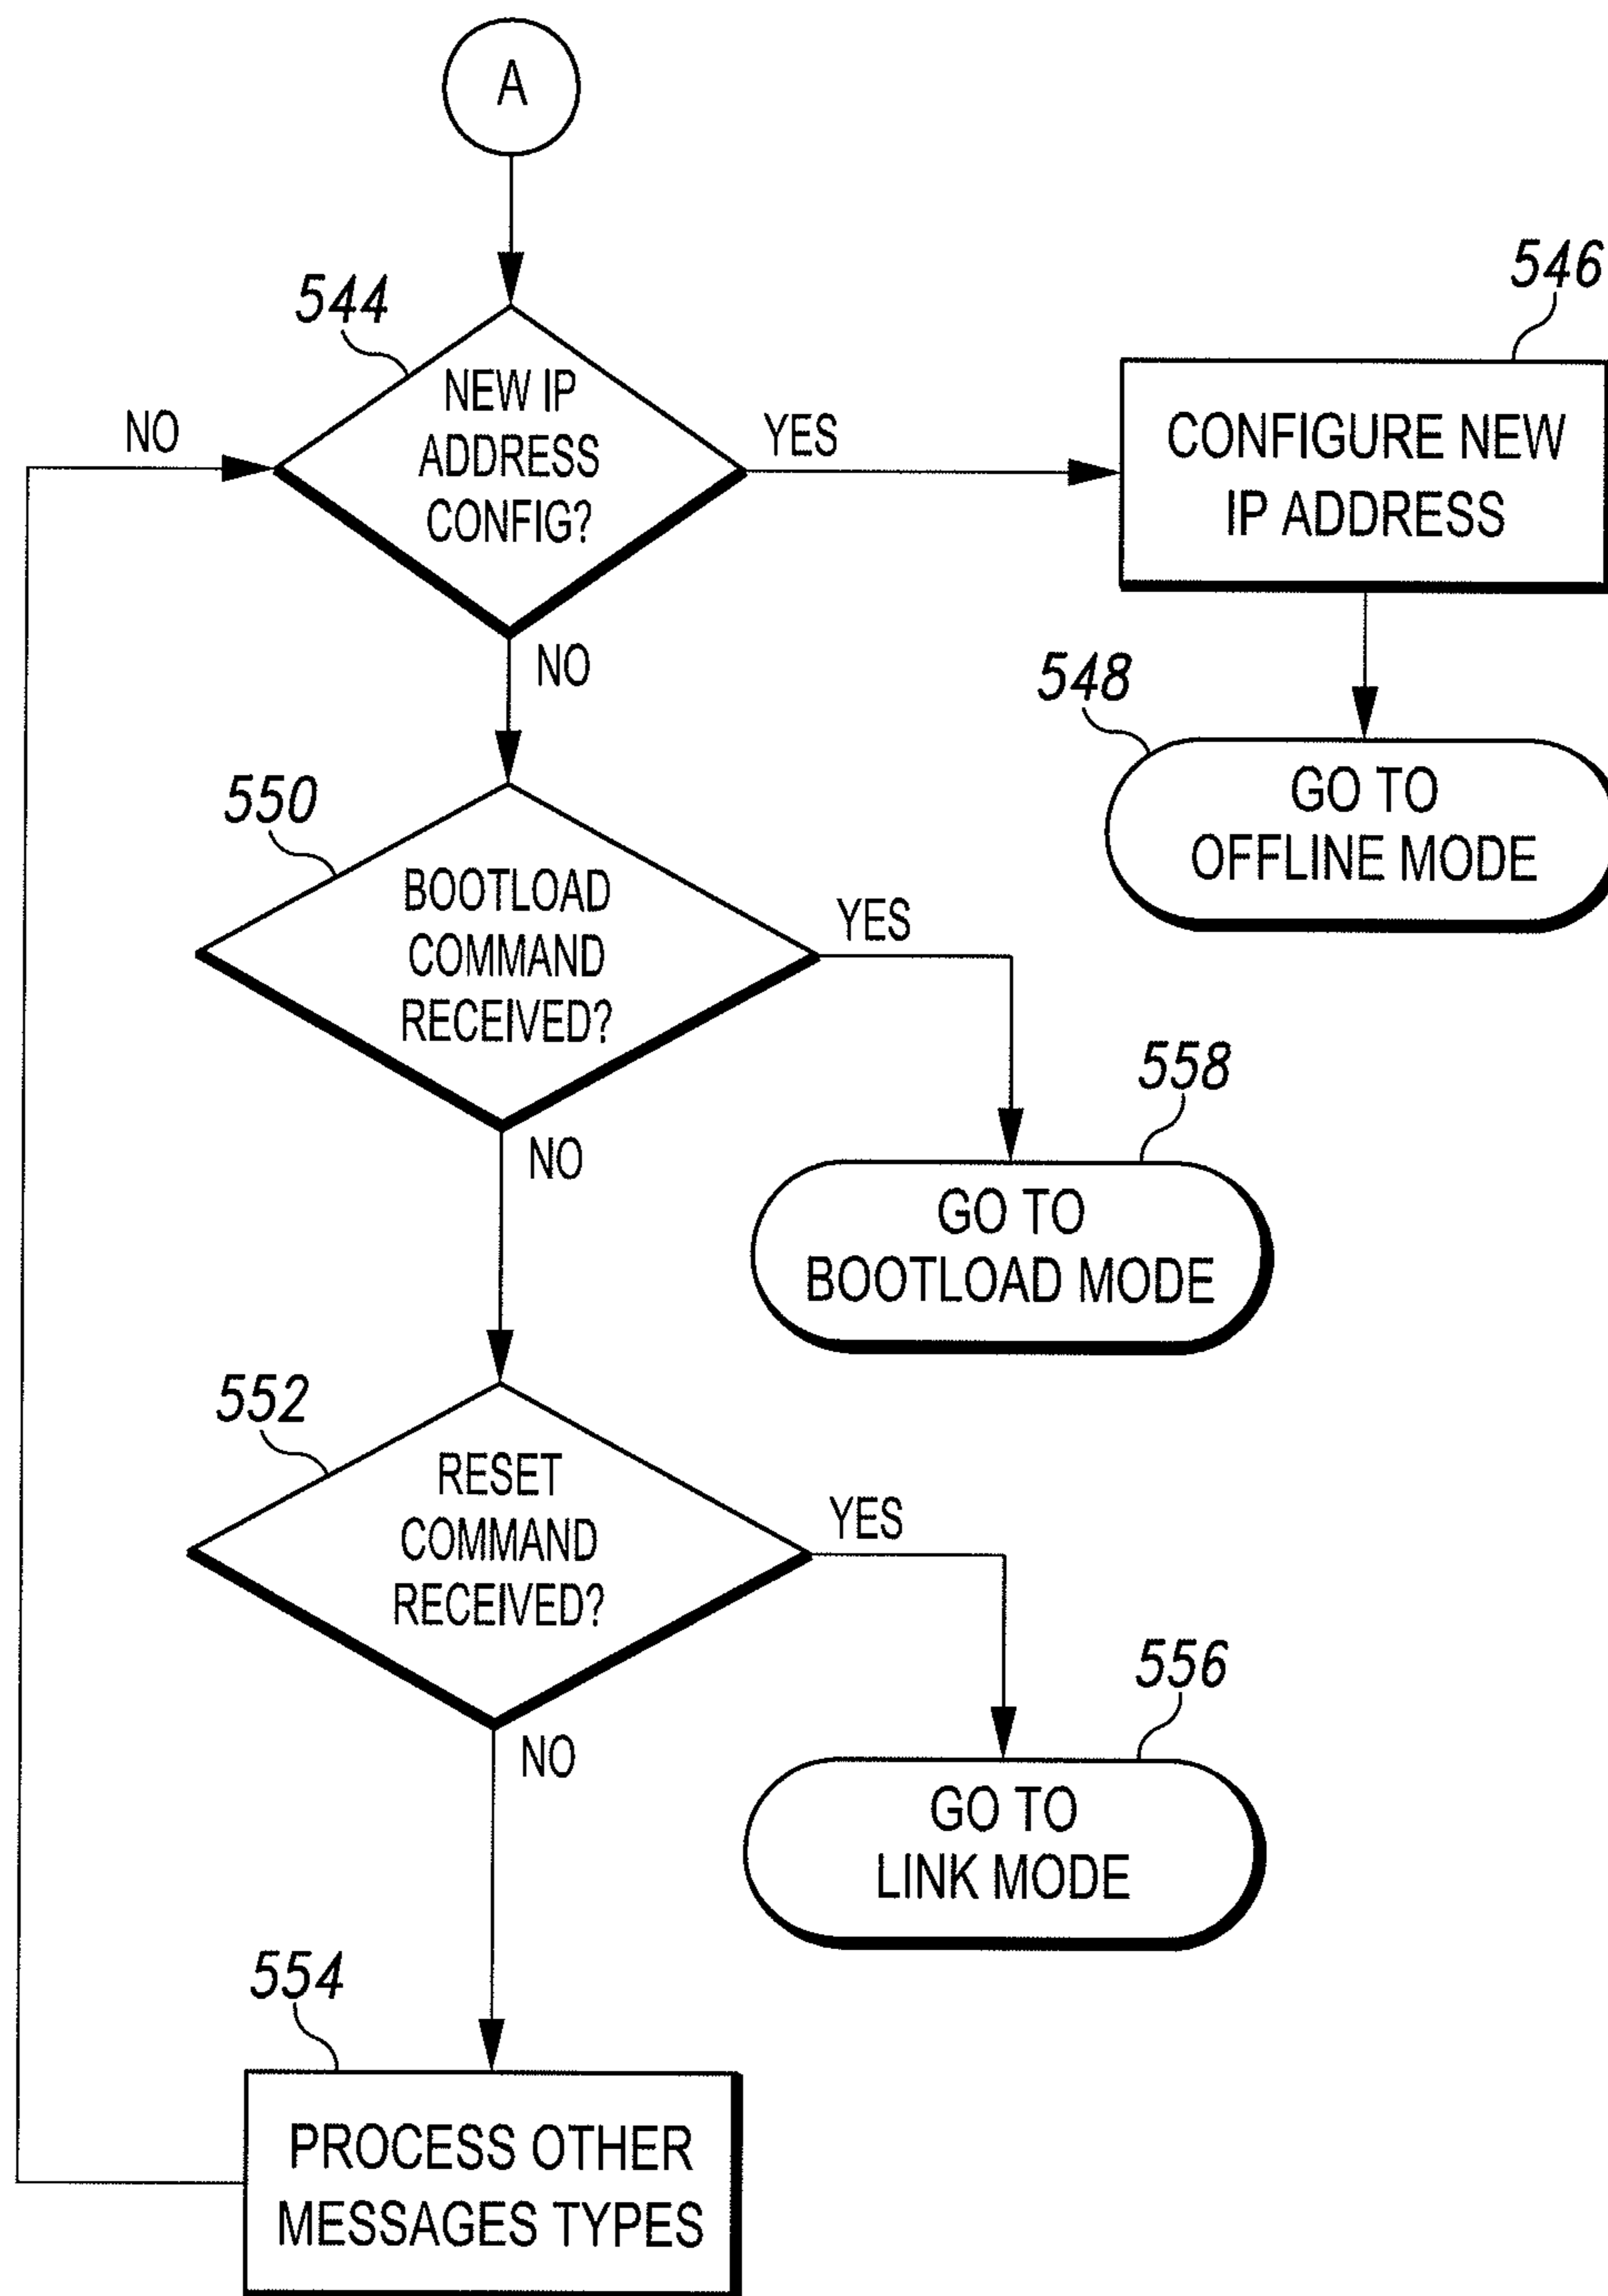 A
544
NEW IP
ADDRESS
CONFIG?
NO
YES
546
CONFIGURE NEW
IP ADDRESS
NO
548
GO TO
OFFLINE MODE
550
BOOTLOAD
COMMAND
RECEIVED?
YES
NO
558
GO TO
BOOTLOAD MODE
552
RESET
COMMAND
RECEIVED?
YES
NO
556
GO TO
LINK MODE
554
PROCESS OTHER
MESSAGES TYPES